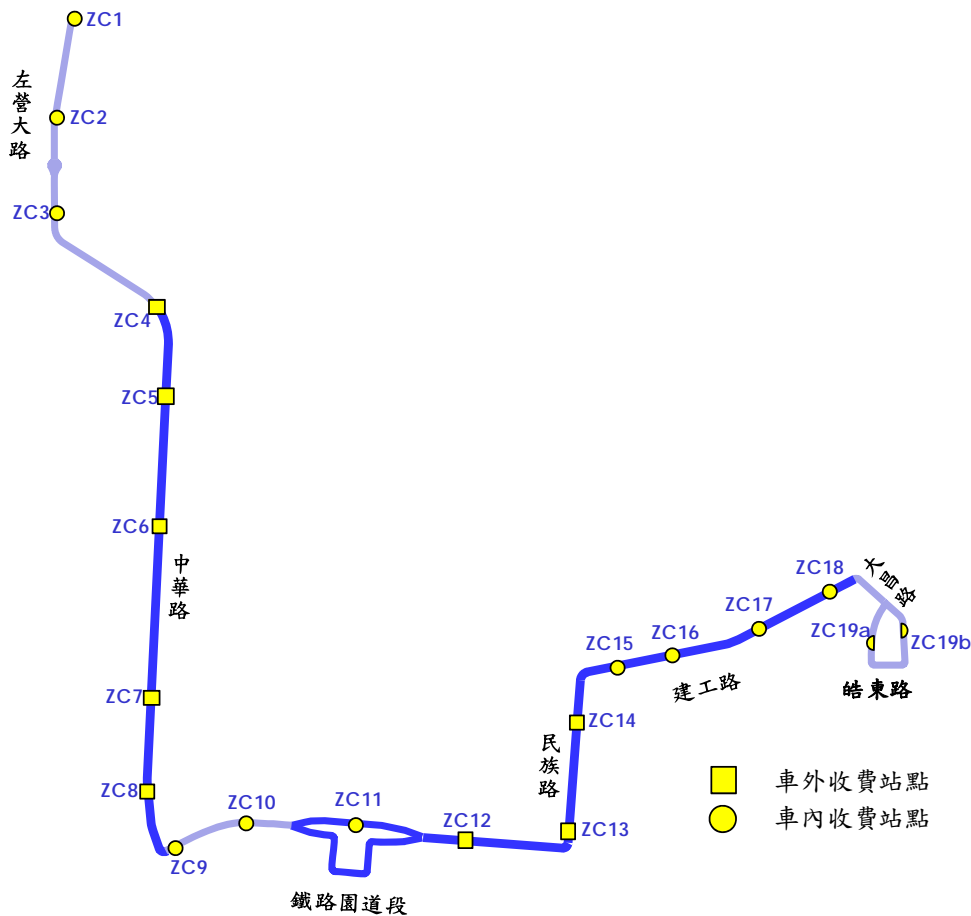 ZC1
左營大路
ZC2
ZC3
ZC4
ZC5
ZC6
中華路
ZC7
ZC8
ZC9
ZC10
ZC11
ZC12
鐵路園道段
ZC13
民族路
ZC14
ZC15
ZC16
建工路
ZC17
ZC18
大昌路
ZC19a
ZC19b
皓東路
車外收費站點
車內收費站點